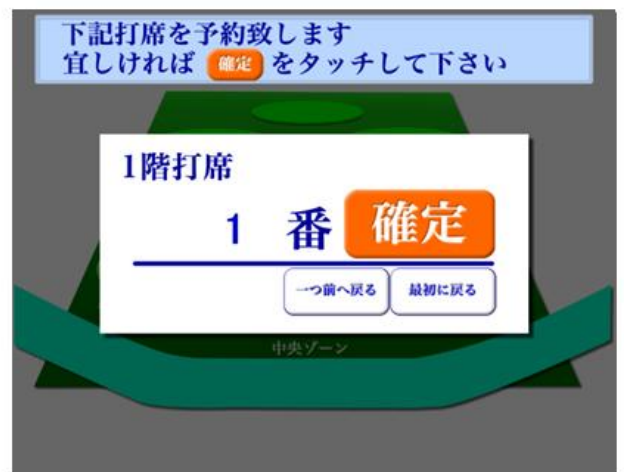 下記打席を予約致します
宜しければ 確定 をタッチして下さい
1階打席
1 番 確定
一つ前へ戻る 最初に戻る
中央ゾーン